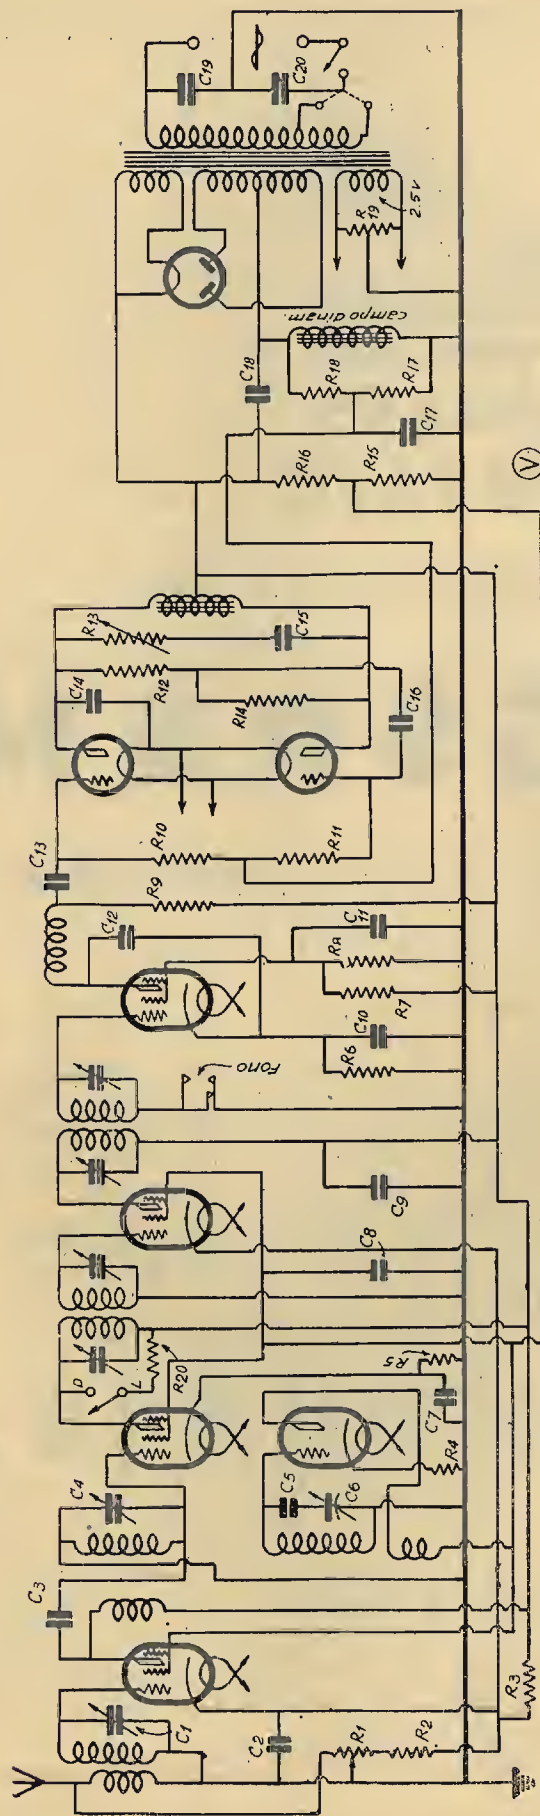 C3
C1
C2
R1
R2
R3
C4
C5
C6
C7
R4
R5
D
L
R20
C8
C9
Fono
C12
R6
C10
R7
RA
C11
C13
R9
R10
R11
C14
R13
R12
R14
C15
C16
C18
R16
R15
R18
R17
C17
campo dinam
R
19
2.5V
C19
C20
V